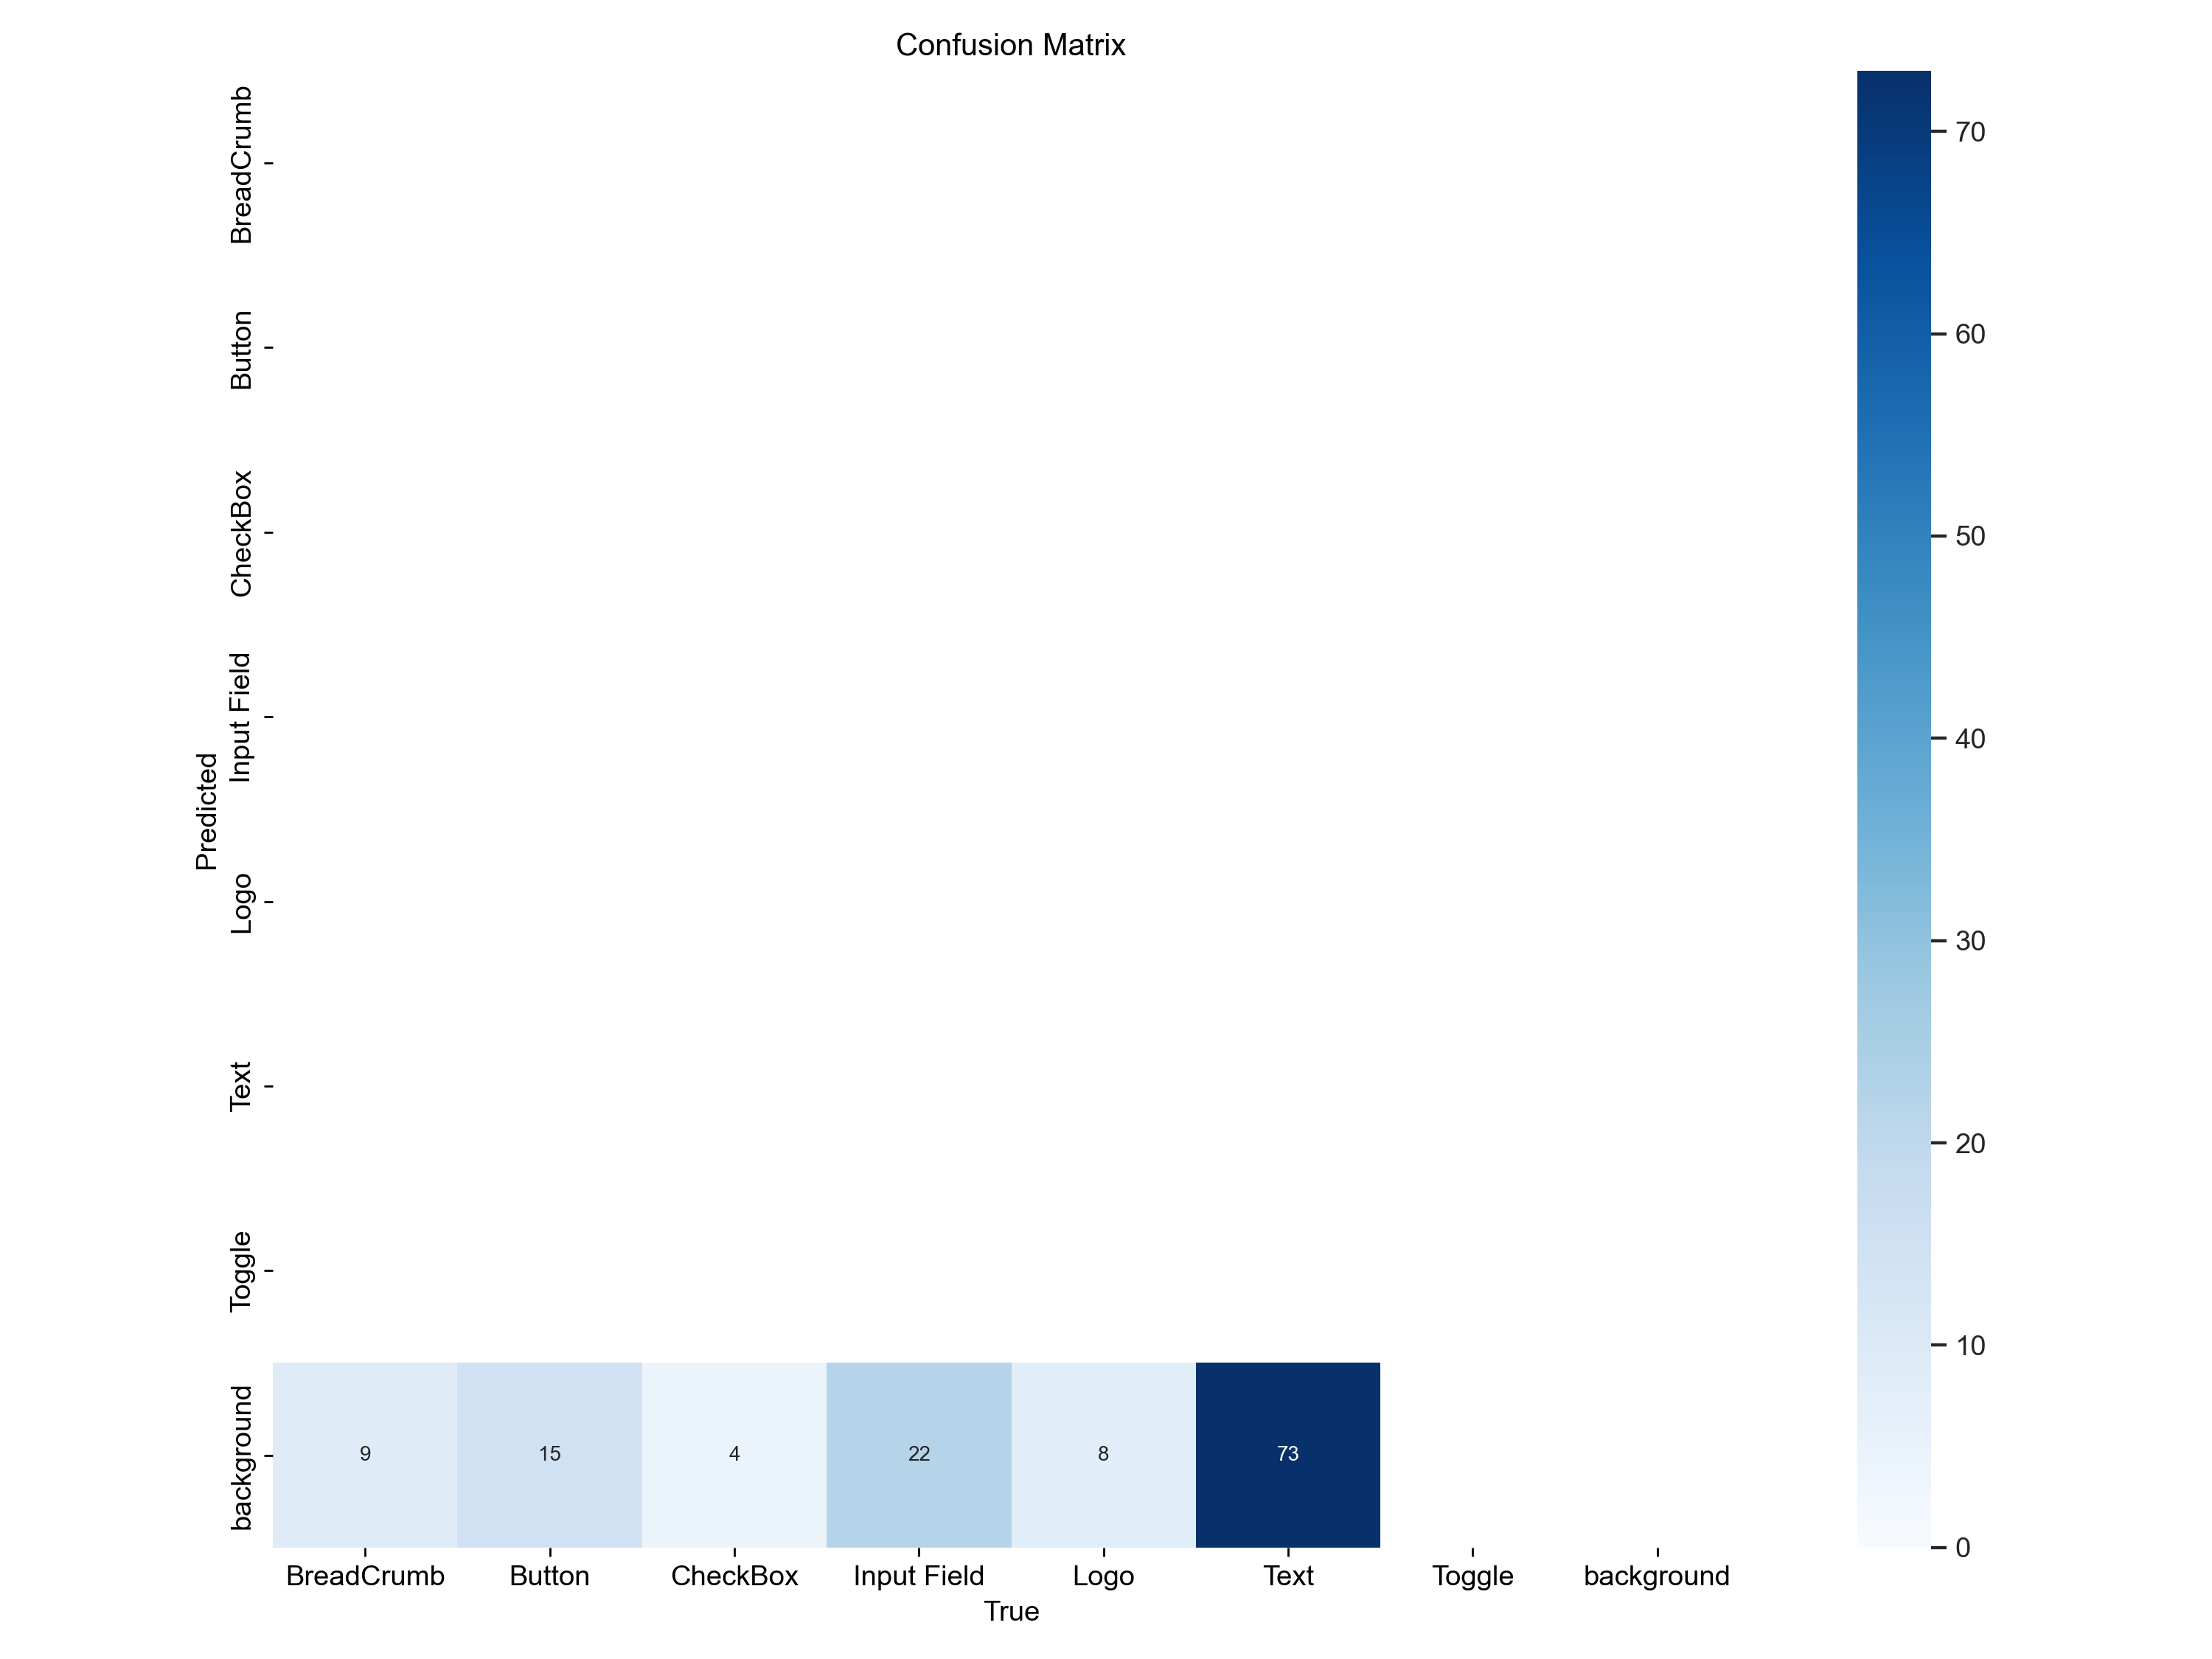 Confusion Matrix
Predicted
BreadCrumb
Button
CheckBox
Input Field
Logo
Text
Toggle
background
9 15 4 22 8 73
BreadCrumb Button CheckBox Input Field Logo Text Toggle background
True
70
60
50
40
30
20
10
0